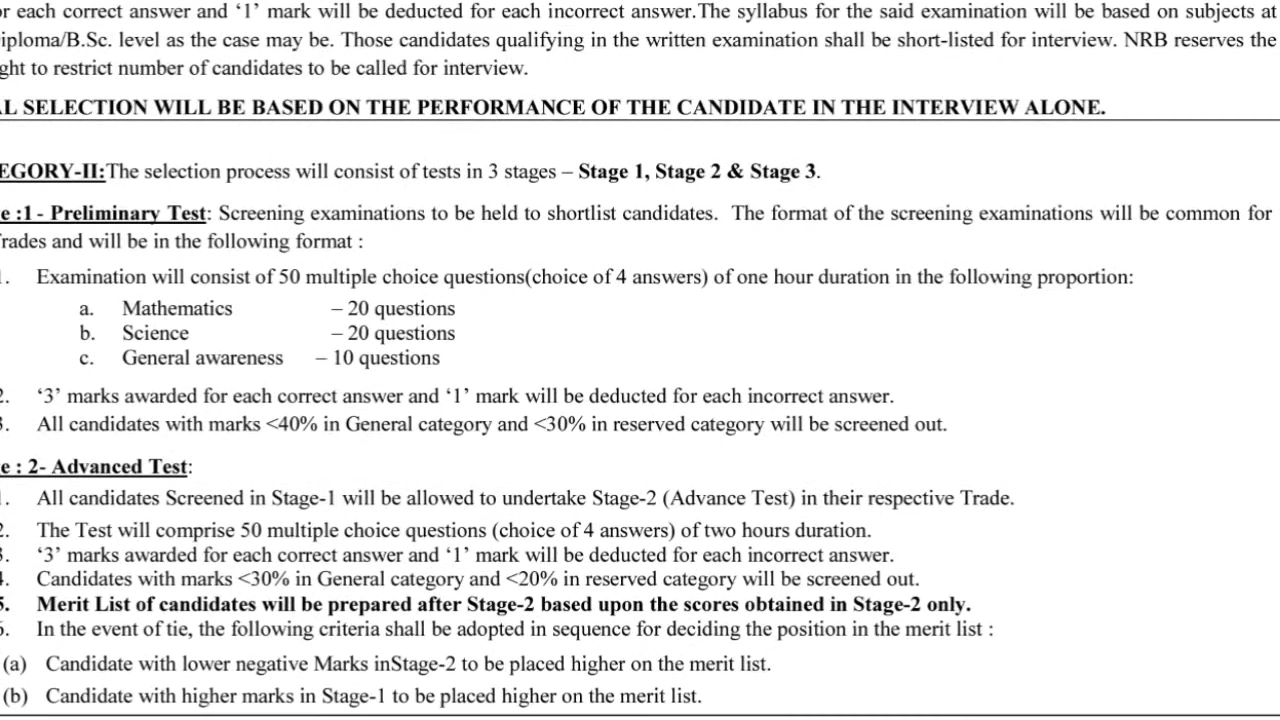 r each correct answer and ‘1’ mark will be deducted for each incorrect answer.The syllabus for the said examination will be based on subjects at
iploma/B.Sc. level as the case may be. Those candidates qualifying in the written examination shall be short-listed for interview. NRB reserves the
ght to restrict number of candidates to be called for interview.
L SELECTION WILL BE BASED ON THE PERFORMANCE OF THE CANDIDATE IN THE INTERVIEW ALONE.
EGORY-II:The selection process will consist of tests in 3 stages – Stage 1, Stage 2 & Stage 3.
e :1 - Preliminary Test: Screening examinations to be held to shortlist candidates. The format of the screening examinations will be common for
rades and will be in the following format :
1. Examination will consist of 50 multiple choice questions(choice of 4 answers) of one hour duration in the following proportion:
a. Mathematics – 20 questions
b. Science – 20 questions
c. General awareness – 10 questions
2. ‘3’ marks awarded for each correct answer and ‘1’ mark will be deducted for each incorrect answer.
3. All candidates with marks <40% in General category and <30% in reserved category will be screened out.
e : 2- Advanced Test:
1. All candidates Screened in Stage-1 will be allowed to undertake Stage-2 (Advance Test) in their respective Trade.
2. The Test will comprise 50 multiple choice questions (choice of 4 answers) of two hours duration.
3. ‘3’ marks awarded for each correct answer and ‘1’ mark will be deducted for each incorrect answer.
4. Candidates with marks <30% in General category and <20% in reserved category will be screened out.
5. Merit List of candidates will be prepared after Stage-2 based upon the scores obtained in Stage-2 only.
6. In the event of tie, the following criteria shall be adopted in sequence for deciding the position in the merit list :
(a) Candidate with lower negative Marks inStage-2 to be placed higher on the merit list.
(b) Candidate with higher marks in Stage-1 to be placed higher on the merit list.